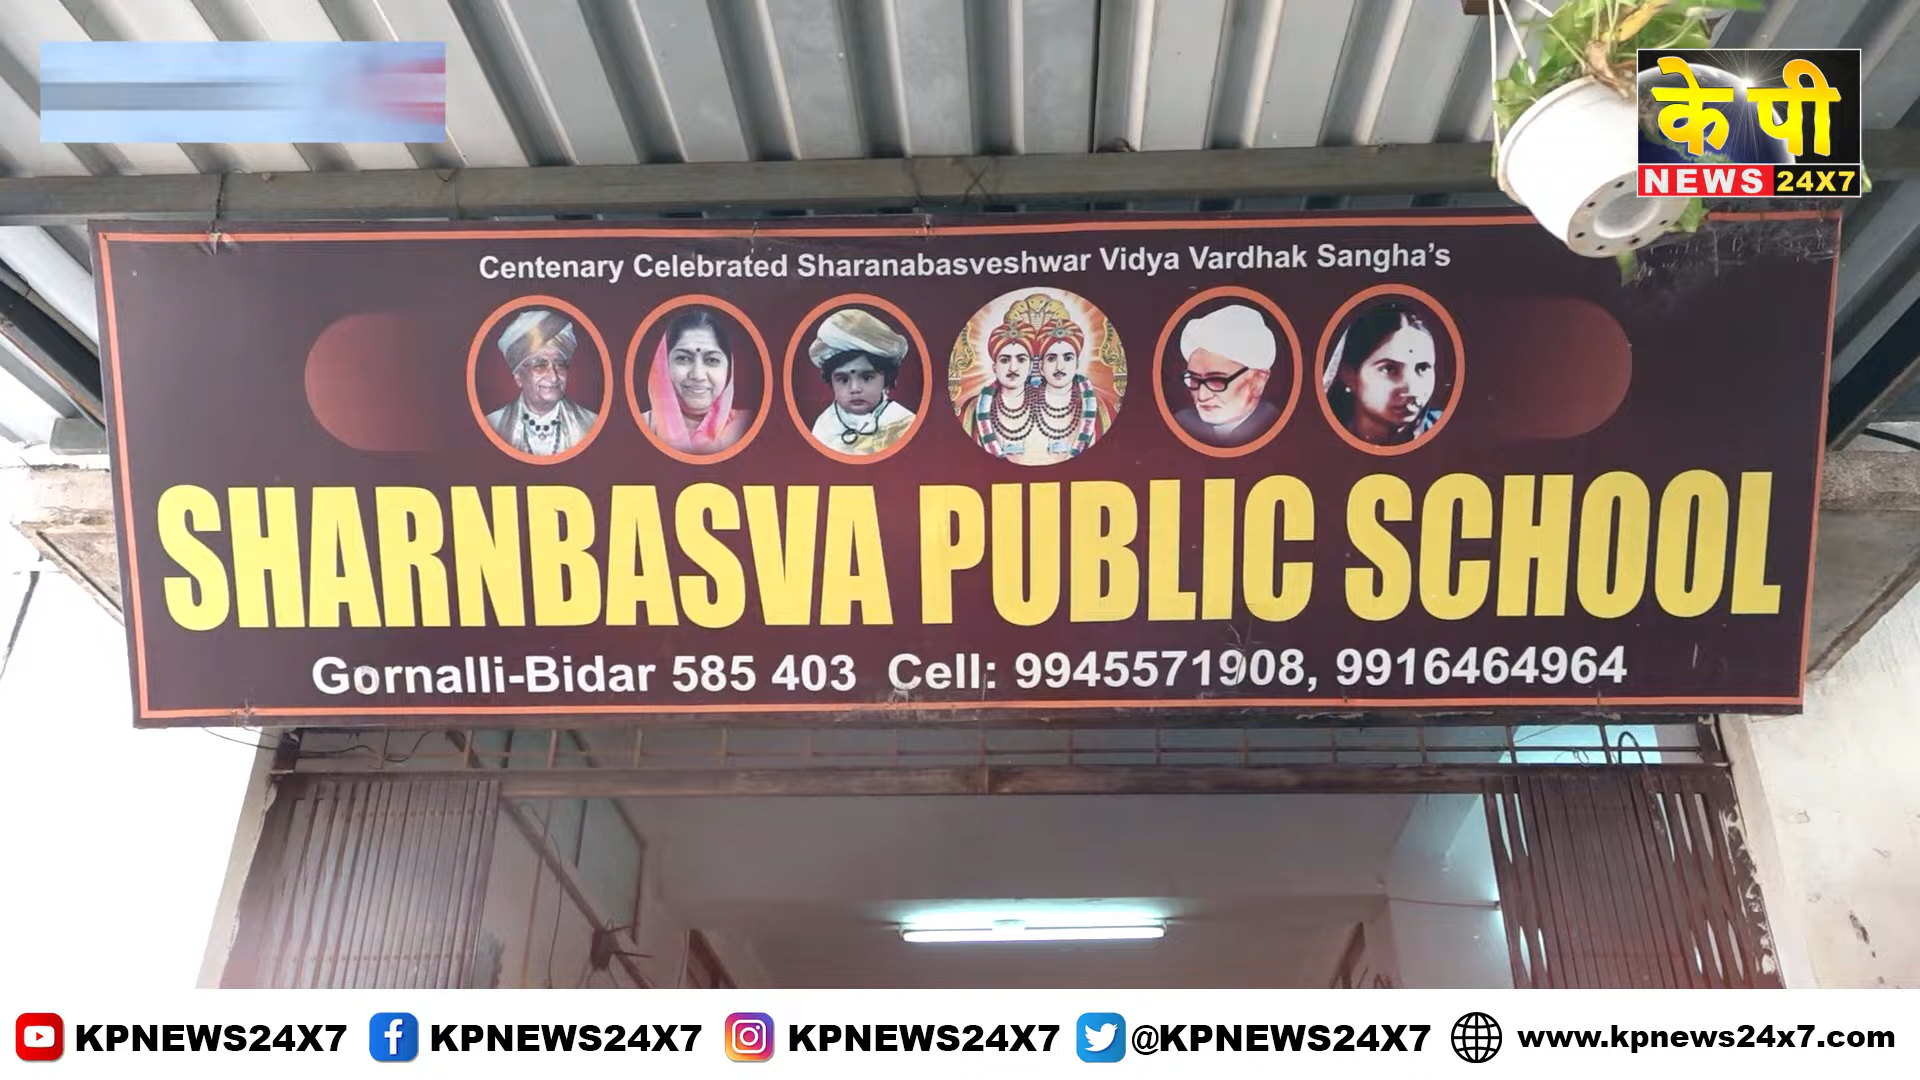 के पी
NEWS 24X7
Centenary Celebrated Sharanabasveshwar Vidya Vardhak Sangha's
SHARNBASVA PUBLIC SCHOOL
Gornalli-Bidar 585 403 Cell: 9945571908, 9916464964
KPNEWS24X7 KPNEWS24X7 KPNEWS24X7 @KPNEWS24X7 www.kpnews24x7.com